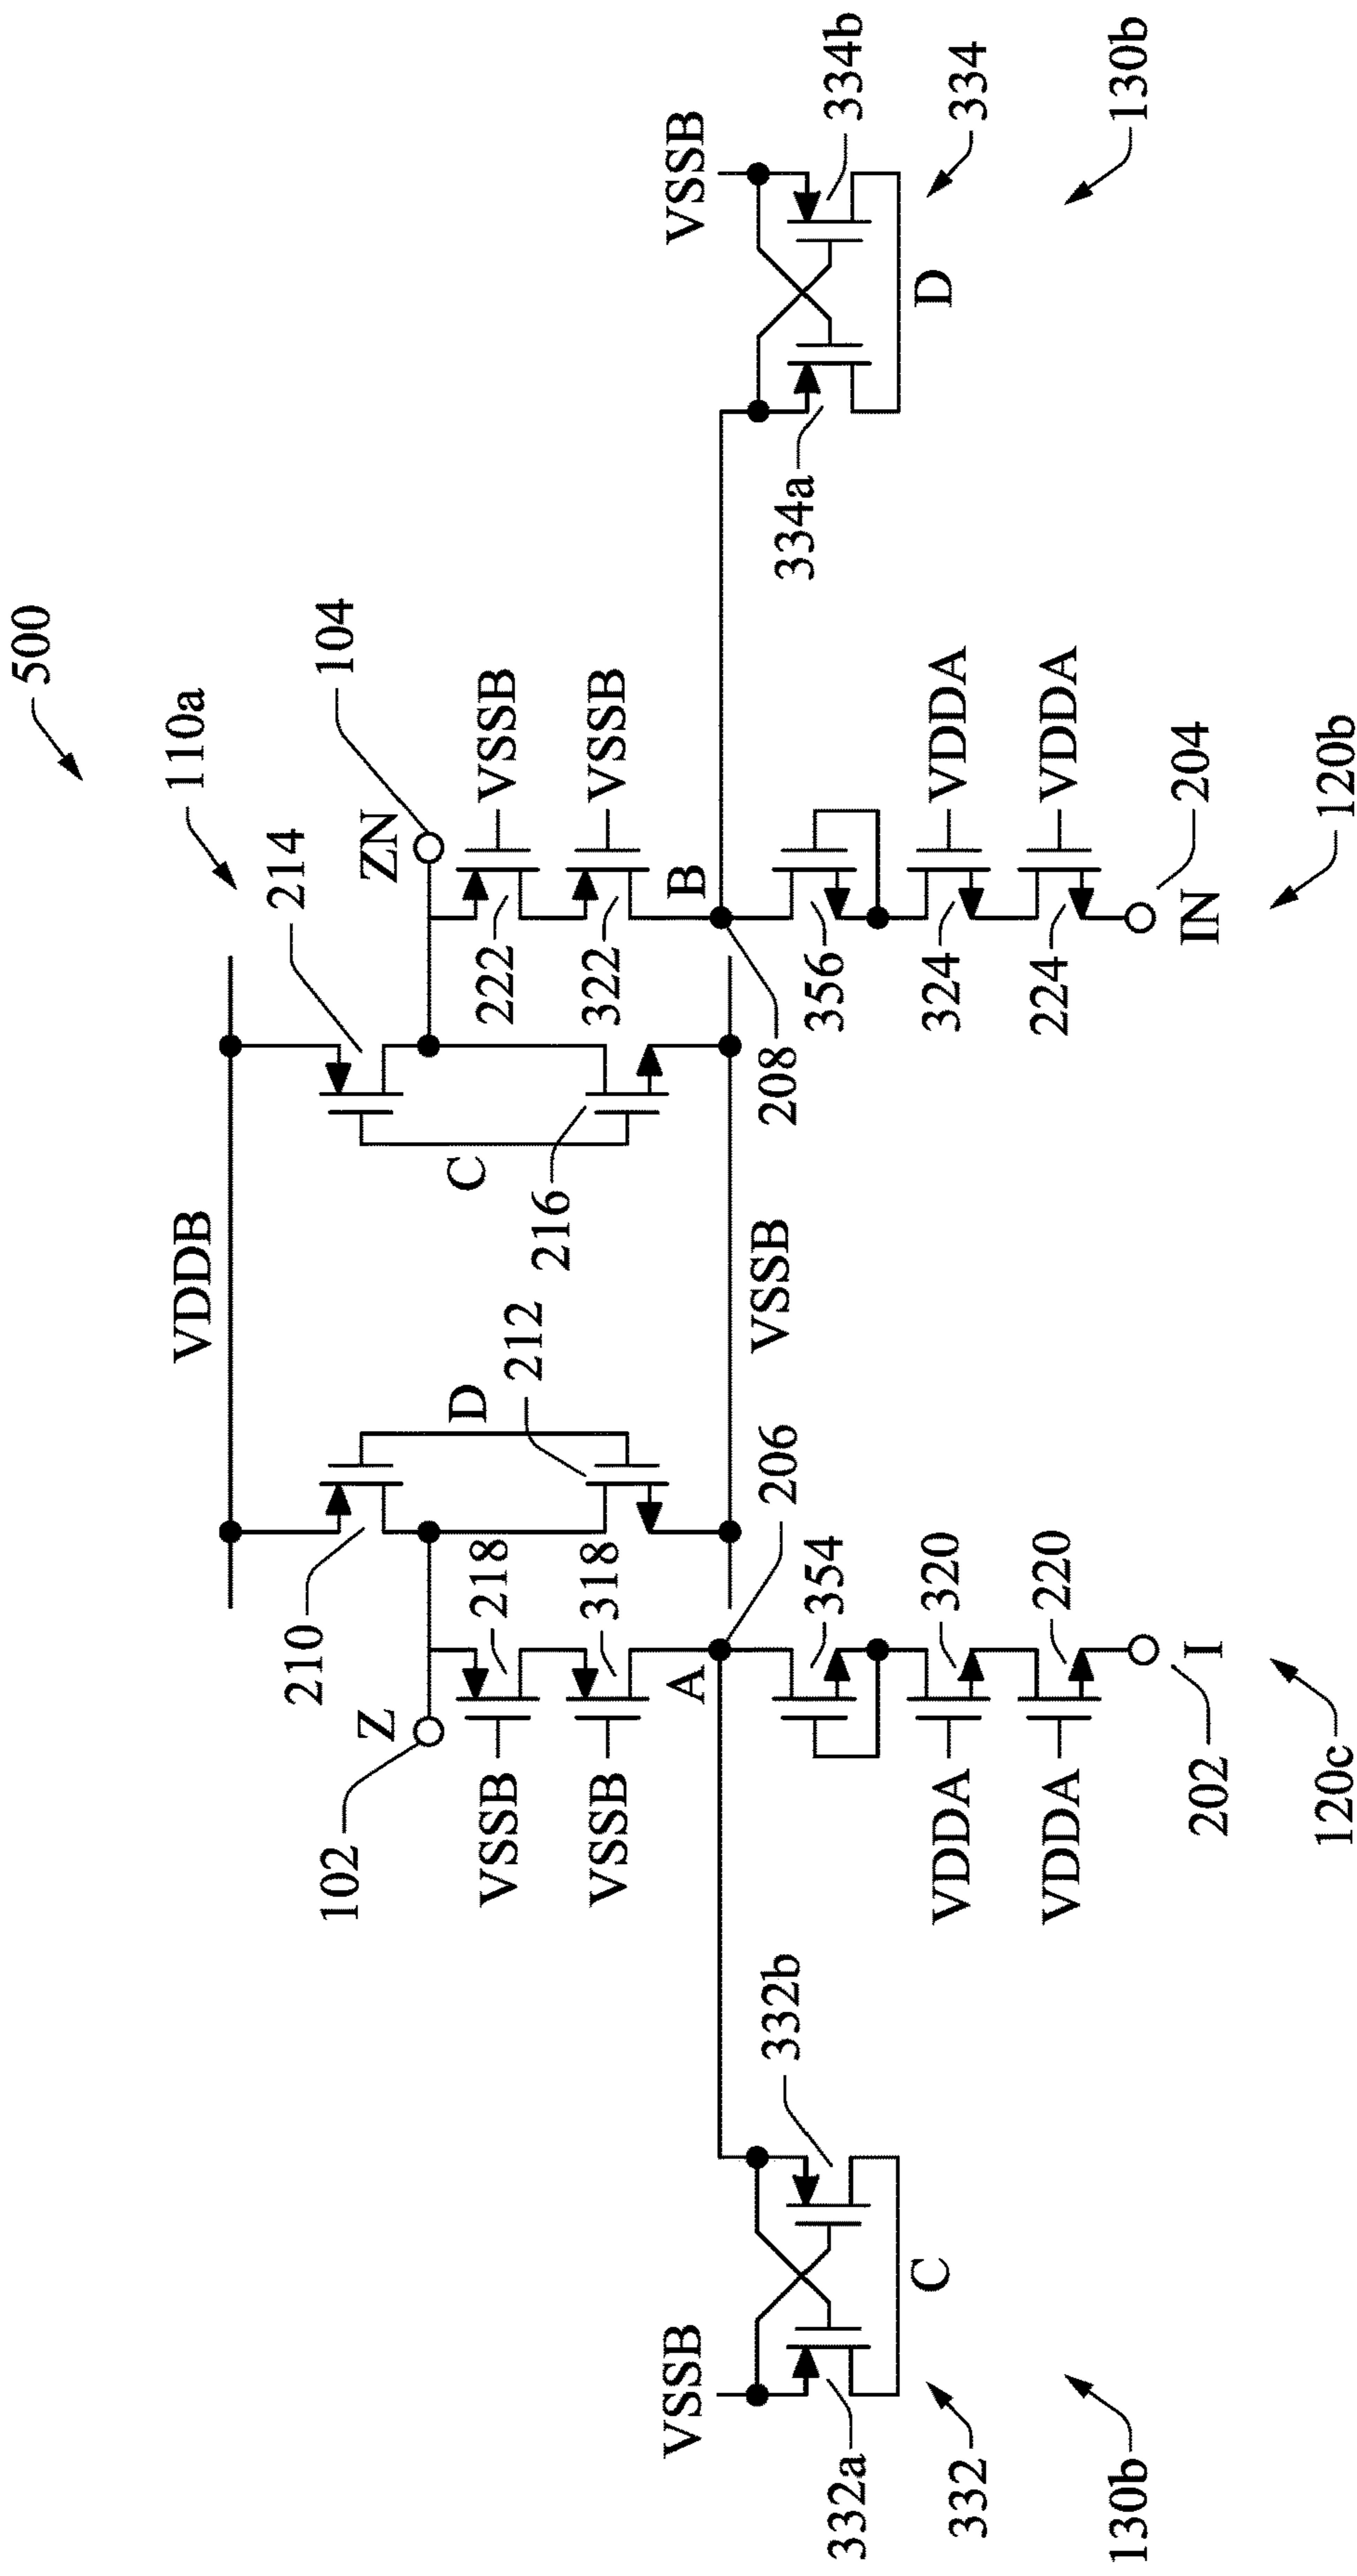 500
110a
VDDB
210
D
212
214
C
216
Z
102
ZN
104
218
VSSB
318
VSSB
222
VSSB
322
VSSB
VSSB
A
206
B
208
VSSB
332a
332b
C
332
130b
VSSB
334a
334b
D
334
130b
354
320
VDDA
220
VDDA
I
202
120c
356
324
VDDA
224
VDDA
IN
204
120b